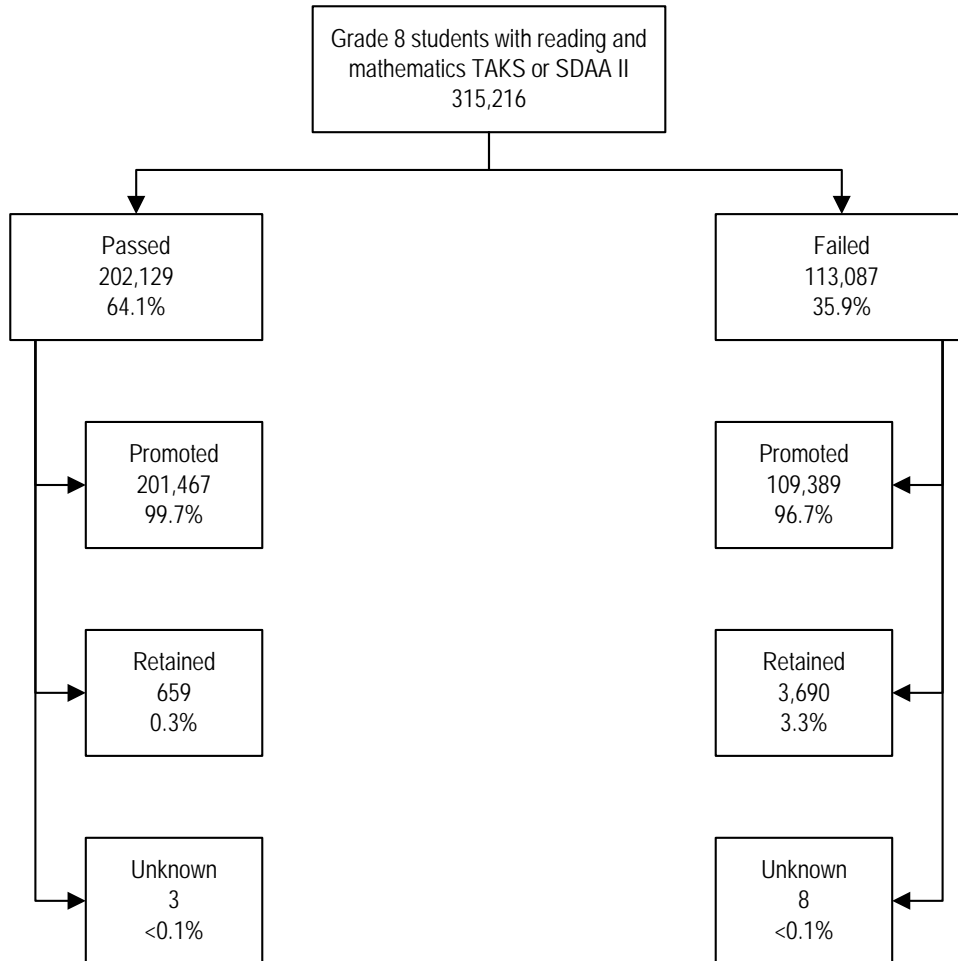 Grade 8 students with reading and
mathematics TAKS or SDAA II
315,216
Passed
202,129
64.1%
Failed
113,087
35.9%
Promoted
201,467
99.7%
Promoted
109,389
96.7%
Retained
659
0.3%
Retained
3,690
3.3%
Unknown
3
<0.1%
Unknown
8
<0.1%